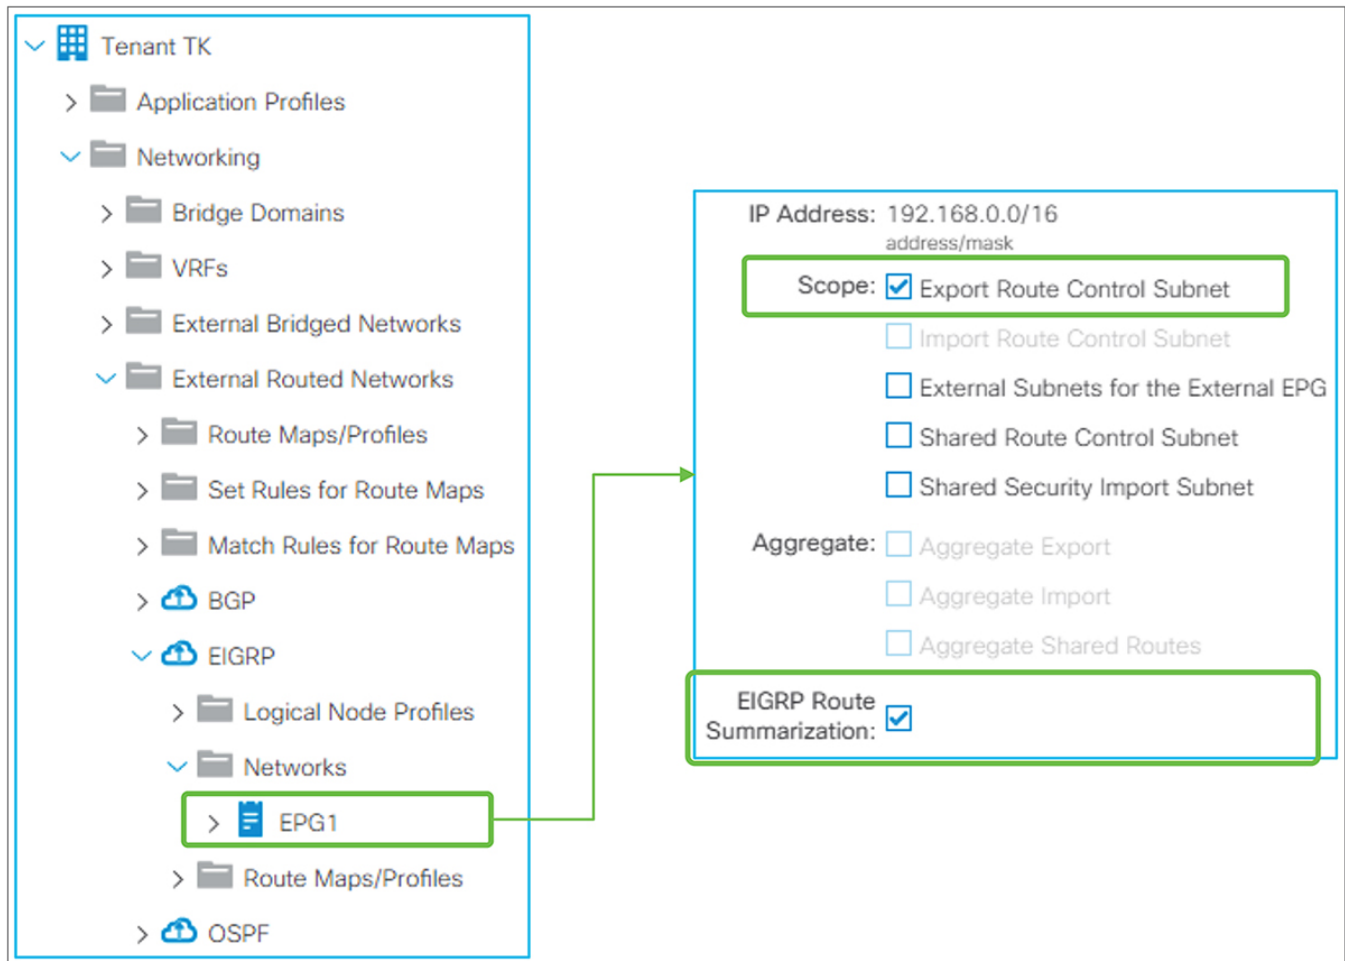 Tenant TK
Application Profiles
Networking
Bridge Domains
VRFs
External Bridged Networks
External Routed Networks
Route Maps/Profiles
Set Rules for Route Maps
Match Rules for Route Maps
BGP
EIGRP
Logical Node Profiles
Networks
EPG1
Route Maps/Profiles
OSPF
IP Address: 192.168.0.0/16
address/mask
Scope: Export Route Control Subnet
Import Route Control Subnet
External Subnets for the External EPG
Shared Route Control Subnet
Shared Security Import Subnet
Aggregate: Aggregate Export
Aggregate Import
Aggregate Shared Routes
EIGRP Route
Summarization: